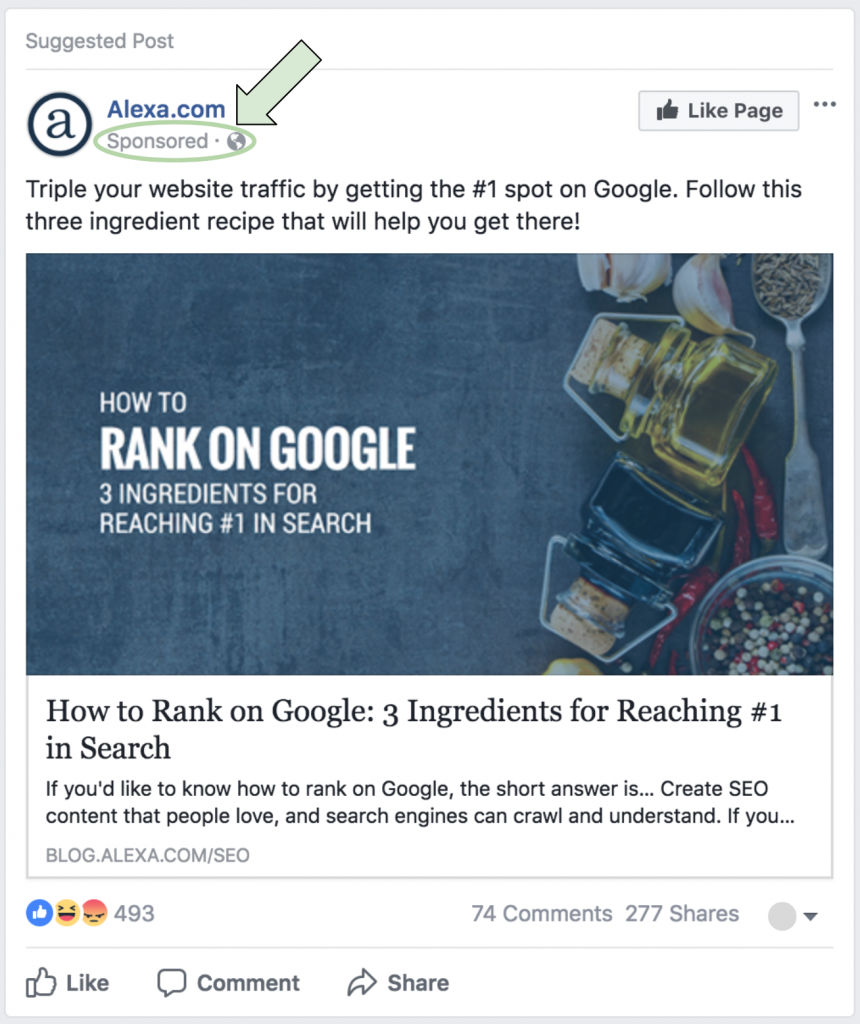 Suggested Post
a
Alexa.com
Sponsored ·
Like Page
Triple your website traffic by getting the #1 spot on Google. Follow this
three ingredient recipe that will help you get there!
HOW TO
RANK ON GOOGLE
3 INGREDIENTS FOR
REACHING #1 IN SEARCH
How to Rank on Google: 3 Ingredients for Reaching #1
in Search
If you'd like to know how to rank on Google, the short answer is... Create SEO
content that people love, and search engines can crawl and understand. If you...
BLOG.ALEXA.COM/SEO
493
74 Comments 277 Shares
Like Comment Share